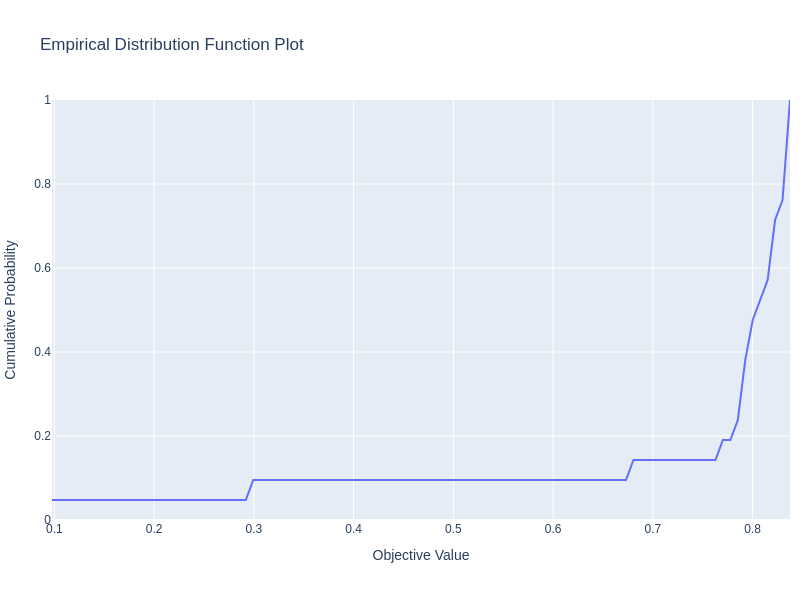 Empirical Distribution Function Plot
1
0.8
0.6
0.4
0.2
0
0.1 0.2 0.3 0.4 0.5 0.6 0.7 0.8
Cumulative Probability
Objective Value